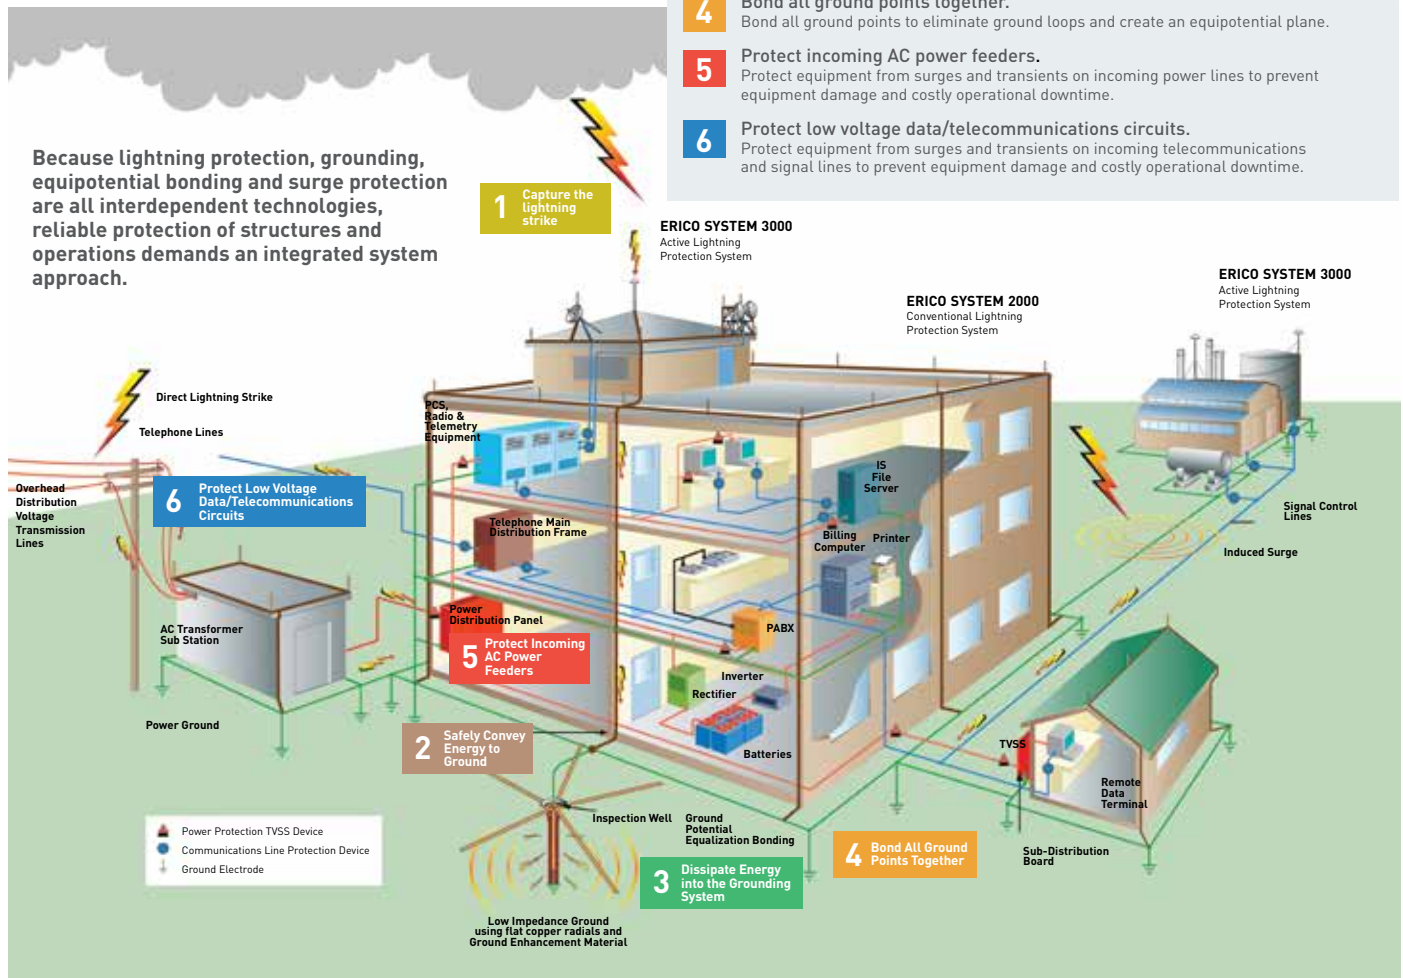 4
Bond all ground points together.
Bond all ground points to eliminate ground loops and create an equipotential plane.
5
Protect incoming AC power feeders.
Protect equipment from surges and transients on incoming power lines to prevent
equipment damage and costly operational downtime.
6
Protect low voltage data/telecommunications circuits.
Protect equipment from surges and transients on incoming telecommunications
and signal lines to prevent equipment damage and costly operational downtime.
Because lightning protection, grounding,
equipotential bonding and surge protection
are all interdependent technologies,
reliable protection of structures and
operations demands an integrated system
approach.
1
Capture the
lightning
strike
ERICO SYSTEM 3000
Active Lightning
Protection System
ERICO SYSTEM 2000
Conventional Lightning
Protection System
ERICO SYSTEM 3000
Active Lightning
Protection System
Direct Lightning Strike
Telephone Lines
Overhead
Distribution
Voltage
Transmission
Lines
6
Protect Low Voltage
Data/Telecommunications
Circuits
PCS,
Radio &
Telemetry
Equipment
IS
File
Server
Telephone Main
Distribution Frame
Billing
Computer
Printer
Signal Control
Lines
Induced Surge
AC Transformer
Sub Station
Power
Distribution Panel
5
Protect Incoming
AC Power
Feeders
PABX
Inverter
Rectifier
Batteries
Power Ground
2
Safely Convey
Energy to
Ground
TVSS
Remote
Data
Terminal
Inspection Well
Ground
Potential
Equalization Bonding
4
Bond All Ground
Points Together
Sub-Distribution
Board
3
Dissipate Energy
into the Grounding
System
Power Protection TVSS Device
Communications Line Protection Device
Ground Electrode
Low Impedance Ground
using flat copper radials and
Ground Enhancement Material